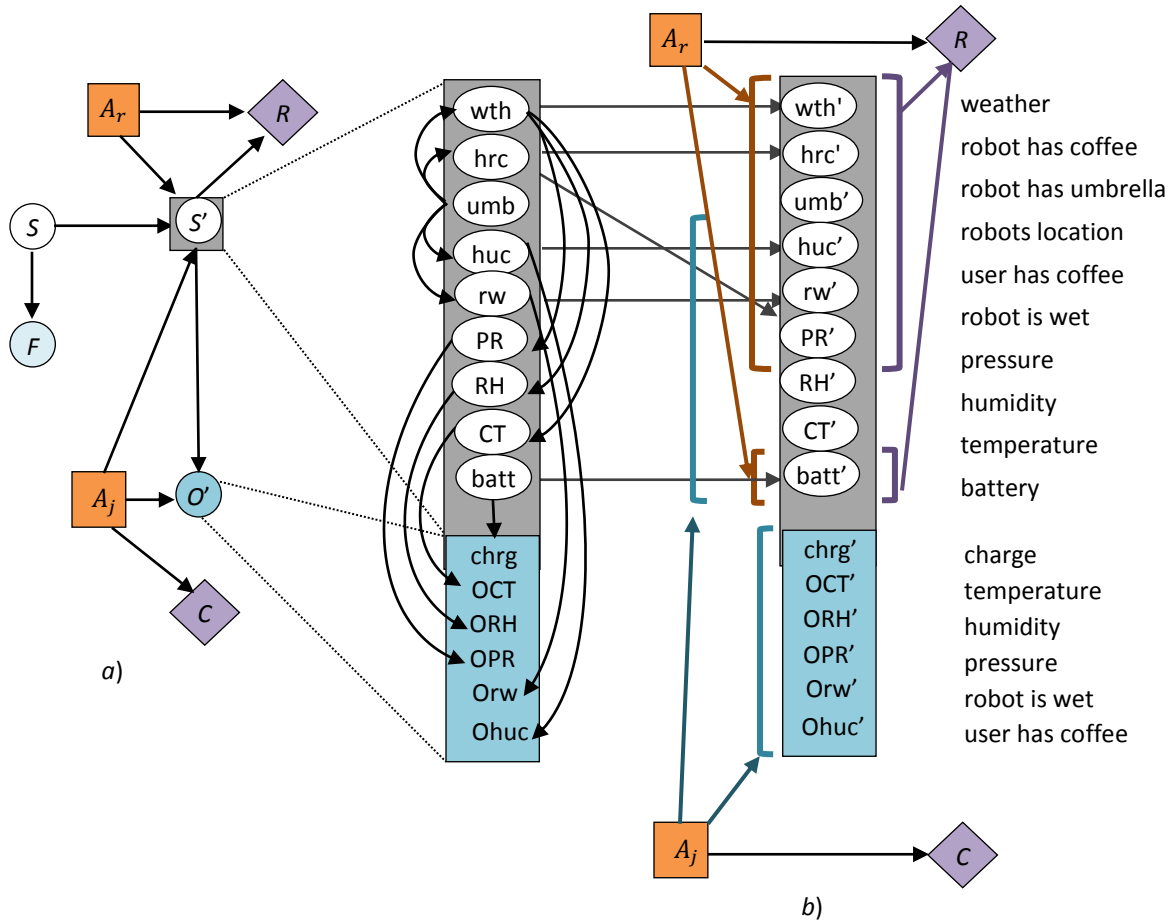 A_r
R
S
S'
F
A_j
O'
C
a)
wth
hrc
umb
huc
rw
PR
RH
CT
batt
chrg
OCT
ORH
OPR
Orw
Ohuc
A_r
R
wth'
hrc'
umb’
huc’
rw’
PR’
RH’
CT’
batt’
chrg’
OCT’
ORH’
OPR’
Orw’
Ohuc’
A_j
C
b)
weather
robot has coffee
robot has umbrella
robots location
user has coffee
robot is wet
pressure
humidity
temperature
battery
charge
temperature
humidity
pressure
robot is wet
user has coffee